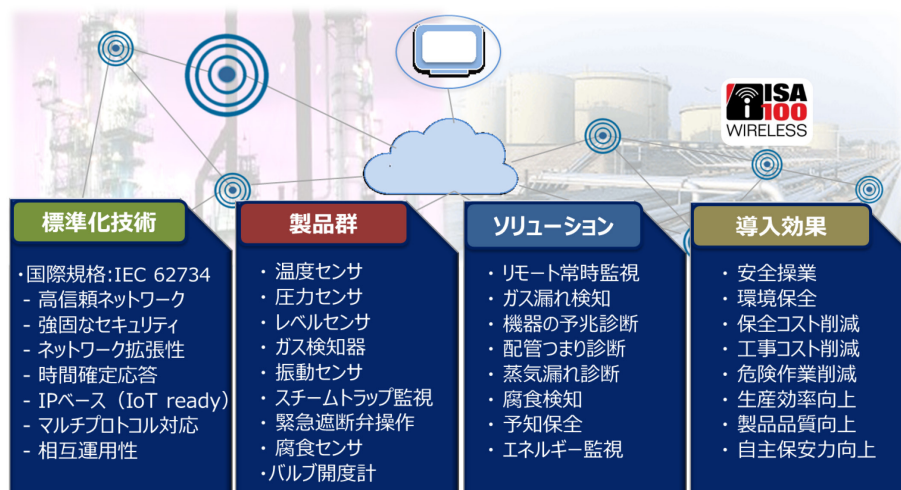 ISA
100
WIRELESS
標準化技術
・国際規格:IEC 62734
- 高信頼ネットワーク
- 強固なセキュリティ
- ネットワーク拡張性
- 時間確定応答
- IPベース（IoT ready)
- マルチプロトコル対応
- 相互運用性
製品群
・ 温度センサ
・ 圧力センサ
・ レベルセンサ
・ ガス検知器
・ 振動センサ
・ スチームトラップ監視
・ 緊急遮断弁操作
・ 腐食センサ
・バルブ開度計
ソリューション
・ リモート常時監視
・ ガス漏れ検知
・ 機器の予兆診断
・ 配管つまり診断
・ 蒸気漏れ診断
・ 腐食検知
・ 予知保全
・ エネルギー監視
導入効果
・ 安全操業
・ 環境保全
・ 保全コスト削減
・ 工事コスト削減
・ 危険作業削減
・ 生産効率向上
・ 製品品質向上
・ 自主保安力向上